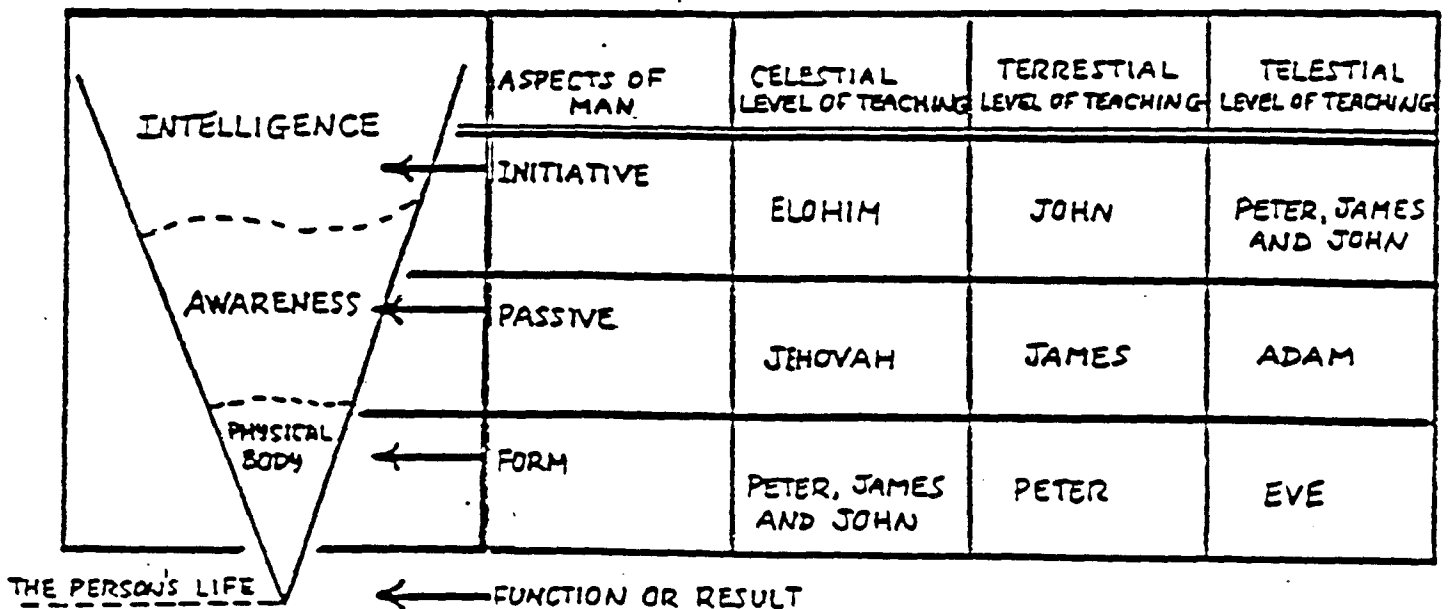 INTELLIGENCE
AWARENESS
PHYSICAL
BODY
THE PERSON'S LIFE
ASPECTS OF
MAN
CELESTIAL
LEVEL OF TEACHING
TERRESTIAL
LEVEL OF TEACHING
TELESTIAL
LEVEL OF TEACHING
INITIATIVE
ELOHIM
JOHN
PETER, JAMES
AND JOHN
PASSIVE
JEHOVAH
JAMES
ADAM
FORM
PETER, JAMES
AND JOHN
PETER
EVE
FUNCTION OR RESULT